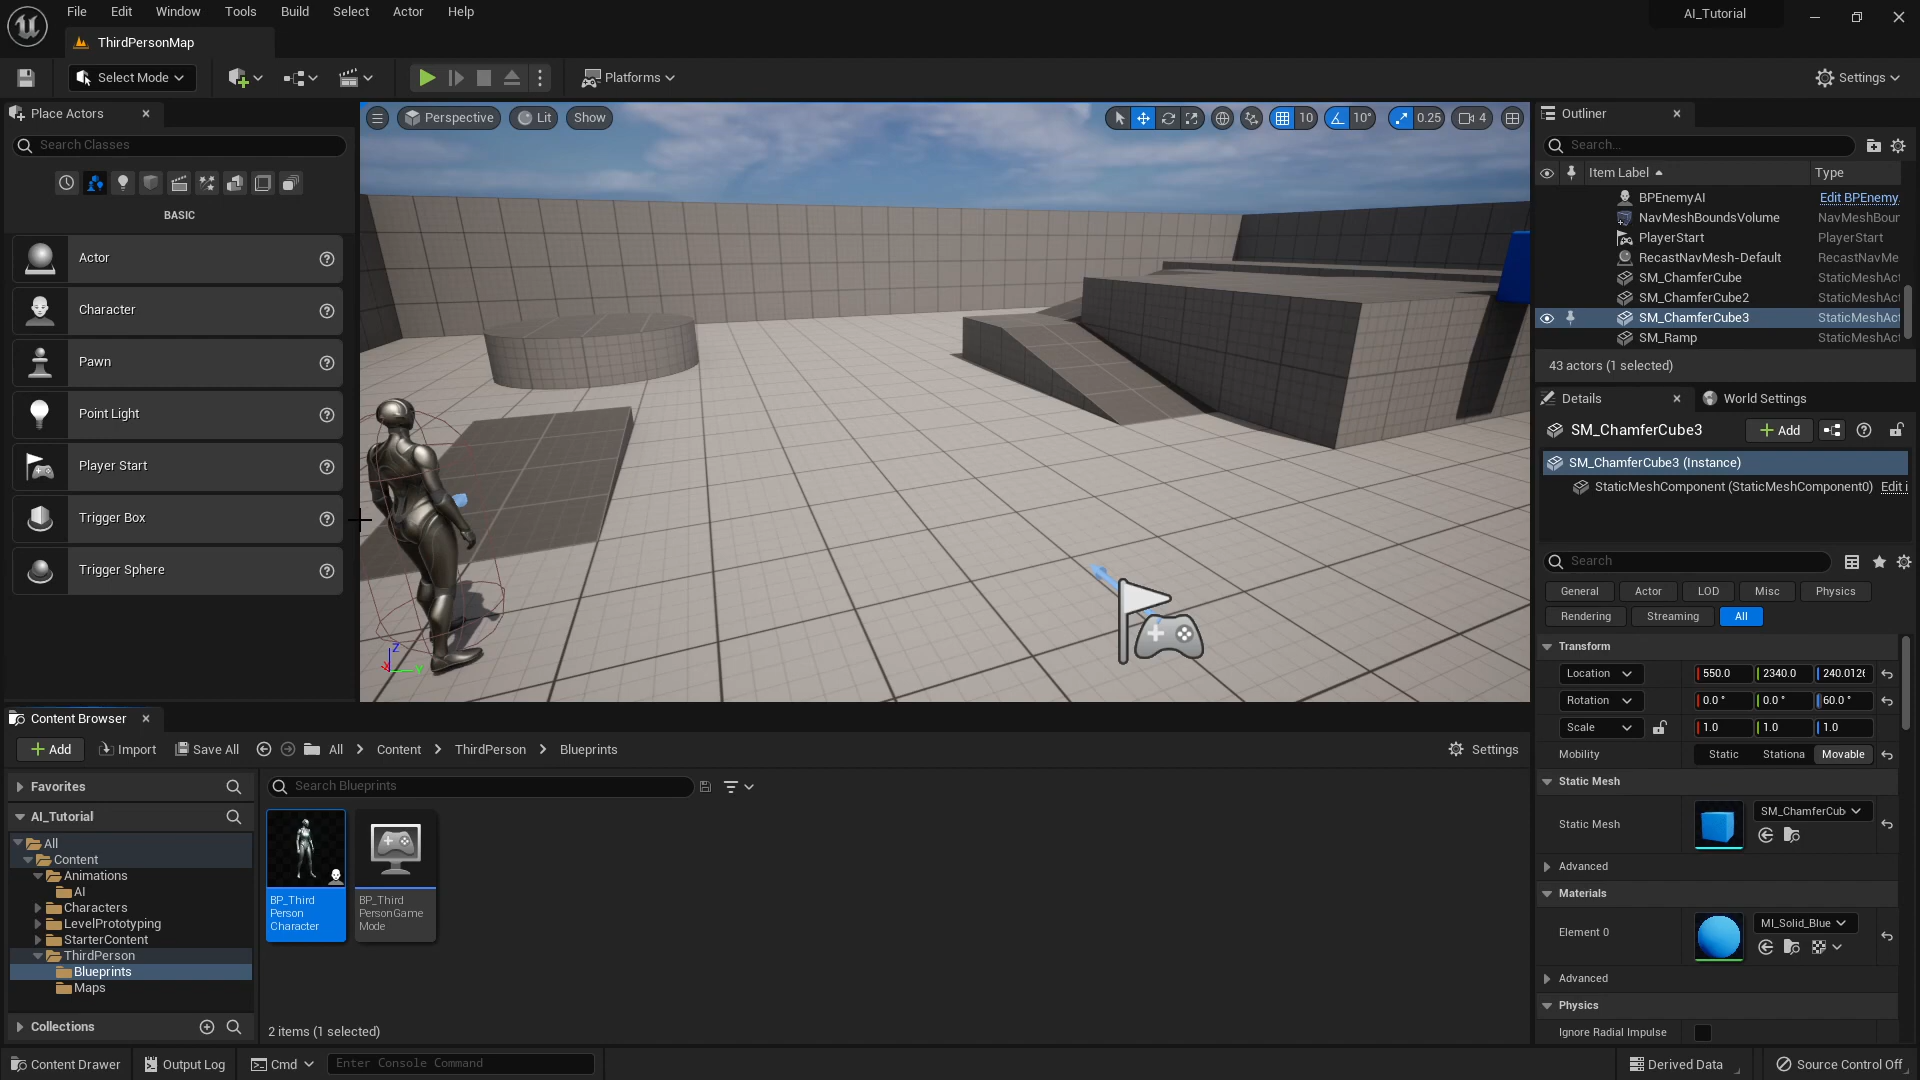 File Edit Window Tools Build Select Actor Help
AI_Tutorial
ThirdPersonMap
Select Mode
Platforms
Settings
Place Actors
Search Classes
BASIC
Actor
Character
Pawn
Point Light
Player Start
Trigger Box
Trigger Sphere
Perspective Lit Show
10 10° 0.25 4
Z
X
Y
Outliner
Search...
Item Label Type
BPEnemyAI Edit BPEnemy
NavMeshBoundsVolume NavMeshBour
PlayerStart PlayerStart
RecastNavMesh-Default RecastNavMe
SM_ChamferCube StaticMeshAct
SM_ChamferCube2 StaticMeshAct
SM_ChamferCube3 StaticMeshAct
SM_Ramp StaticMeshAct
43 actors (1 selected)
Details World Settings
SM_ChamferCube3 Add
SM_ChamferCube3 (Instance)
StaticMeshComponent (StaticMeshComponent0) Edit i
Search
General Actor LOD Misc Physics
Rendering Streaming All
Transform
Location 550.0 2340.0 240.0126
Rotation 0.0 ° 0.0 ° 60.0 °
Scale 1.0 1.0 1.0
Mobility Static Stationa Movable
Static Mesh
Static Mesh SM_ChamferCub
Advanced
Materials
Element 0 MI_Solid_Blue
Advanced
Physics
Ignore Radial Impulse
Content Browser
Add Import Save All All > Content > ThirdPerson > Blueprints Settings
Favorites
AI_Tutorial
All
Content
Animations
AI
Characters
LevelPrototyping
StarterContent
ThirdPerson
Blueprints
Maps
Collections
Search Blueprints
BP_Third
Person
Character
BP_Third
PersonGame
Mode
2 items (1 selected)
Content Drawer Output Log Cmd Enter Console Command Derived Data Source Control Off